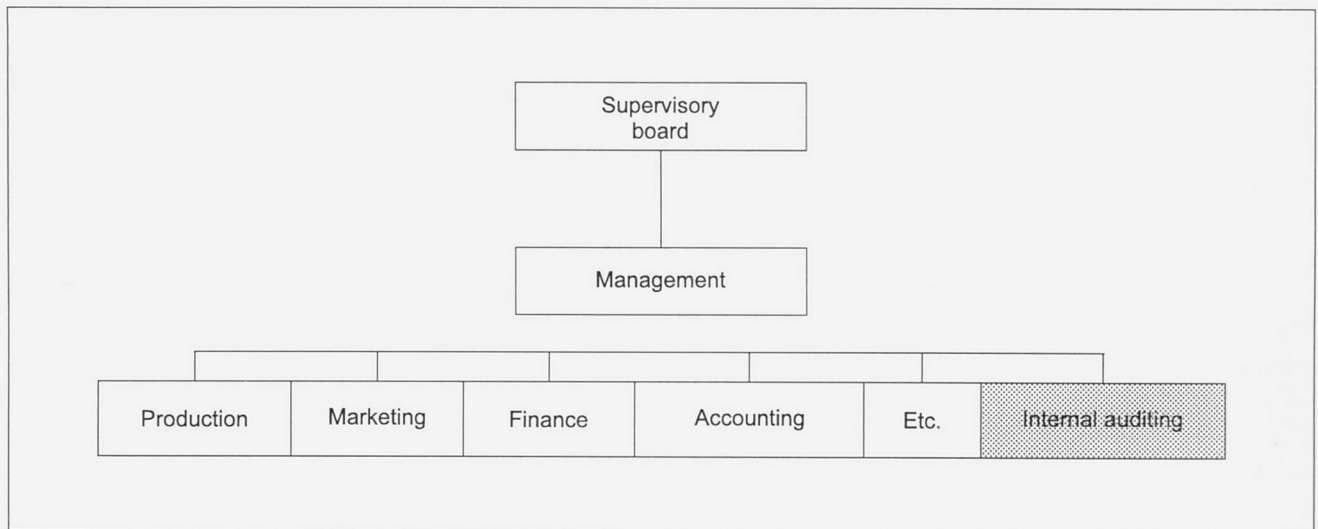 Supervisory
board
Management
Production
Marketing
Finance
Accounting
Etc.
Internal auditing